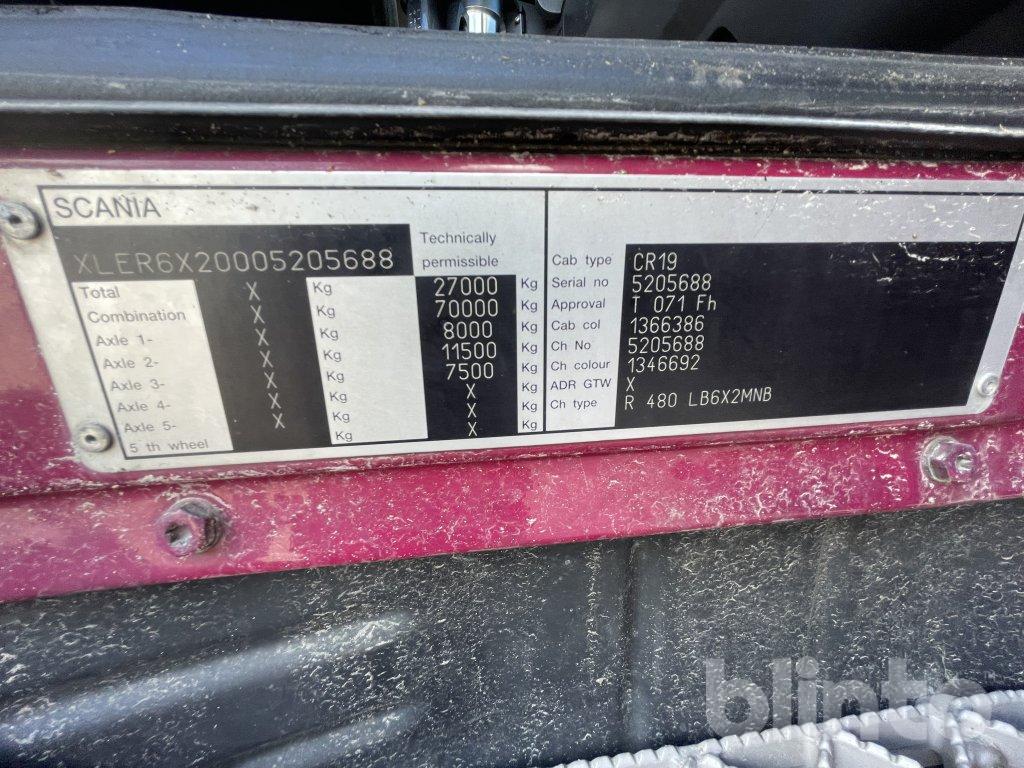 SCANIA
XLER6X20005205688
Technically
permissible
Total X Kg 27000 Kg
Combination X Kg 70000 Kg
Axle 1- X Kg 8000 Kg
Axle 2- X Kg 11500 Kg
Axle 3- X Kg 7500 Kg
Axle 4- X Kg X Kg
Axle 5- X Kg X Kg
5 th wheel X Kg X Kg
Cab type CR19
Serial no 5205688
Approval T 071 Fh
Cab col 1366386
Ch No 5205688
Ch colour 1346692
ADR GTW X
Ch type R 480 LB6X2MNB
blinto